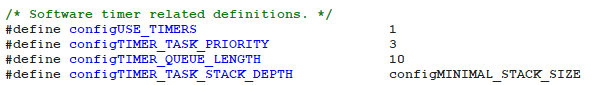 /* Software timer related definitions. */
#define configUSE_TIMERS 1
#define configTIMER_TASK_PRIORITY 3
#define configTIMER_QUEUE_LENGTH 10
#define configTIMER_TASK_STACK_DEPTH configMINIMAL_STACK_SIZE